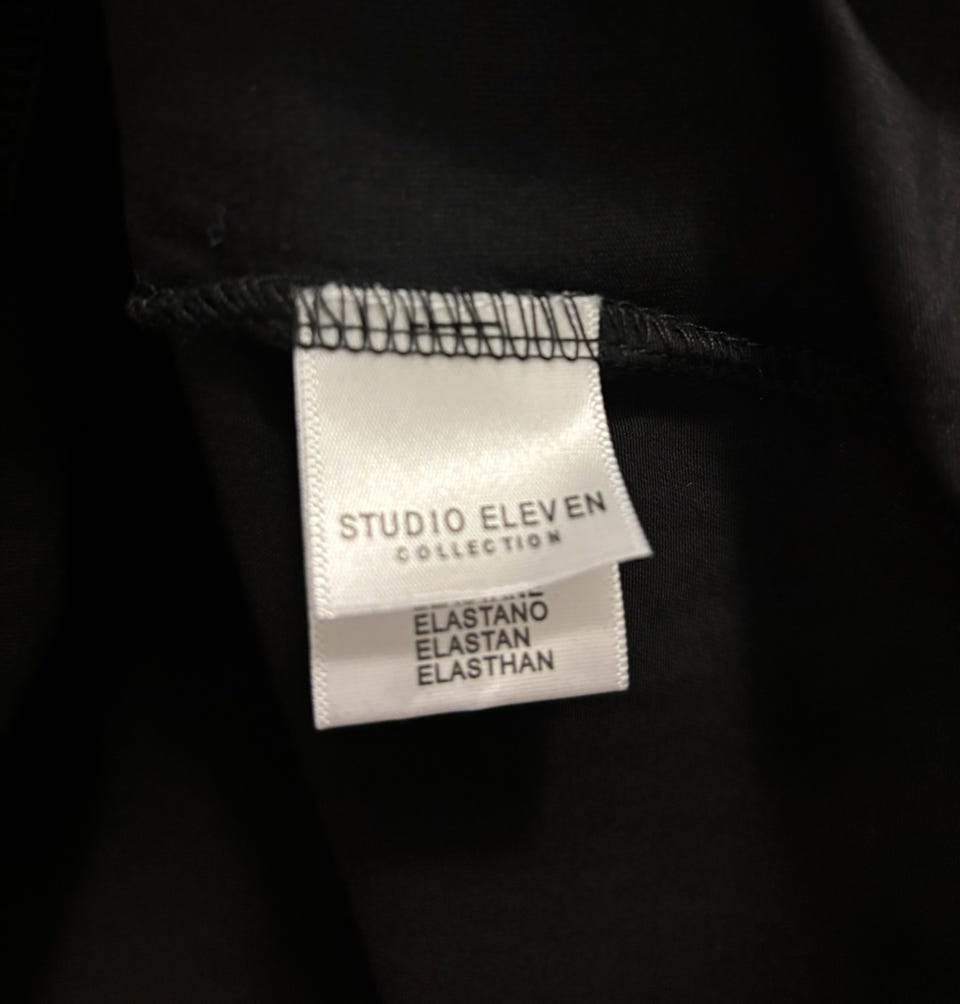 STUDIO ELEVEN
COLLECTION
ELASTANO
ELASTAN
ELASTHAN